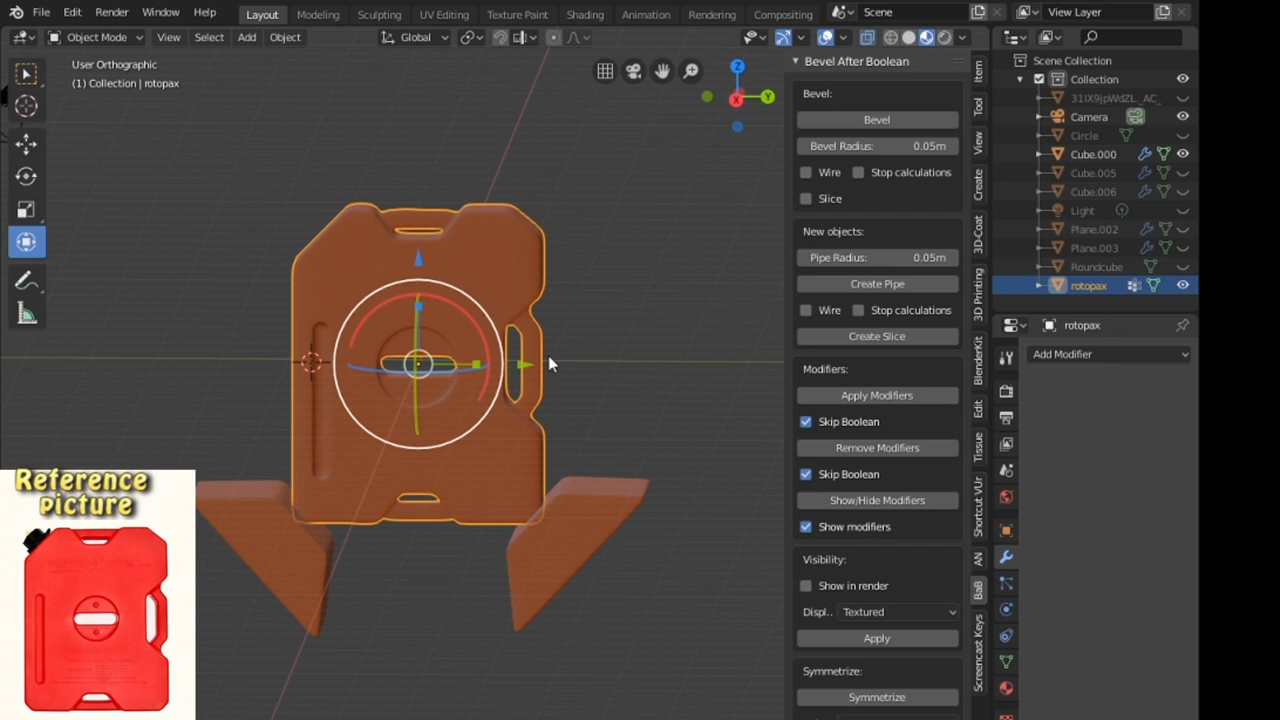 File Edit Render Window Help
Layout Modeling Sculpting UV Editing Texture Paint Shading Animation Rendering Compositing
Scene
View Layer
Object Mode View Select Add Object
Global
User Orthographic
(1) Collection | rotopax
Z
Y
X
Reference
picture
Bevel After Boolean
Bevel:
Bevel
Bevel Radius: 0.05m
Wire Stop calculations
Slice
New objects:
Pipe Radius: 0.05m
Create Pipe
Wire Stop calculations
Create Slice
Modifiers:
Apply Modifiers
Skip Boolean
Remove Modifiers
Skip Boolean
Show/Hide Modifiers
Show modifiers
Visibility:
Show in render
Displ.. Textured
Apply
Symmetrize:
Symmetrize
Item
Tool
View
Create
3D-Coat
3D Printing
BlenderKit
Edit
Tissue
Shortcut VUr
AN
BaB
Screencast Keys
Scene Collection
Collection
31IX9jpWdZL_AC_
Camera
Circle
Cube.000
Cube.005
Cube.006
Light
Plane.002
Plane.003
Roundcube
rotopax
rotopax
Add Modifier